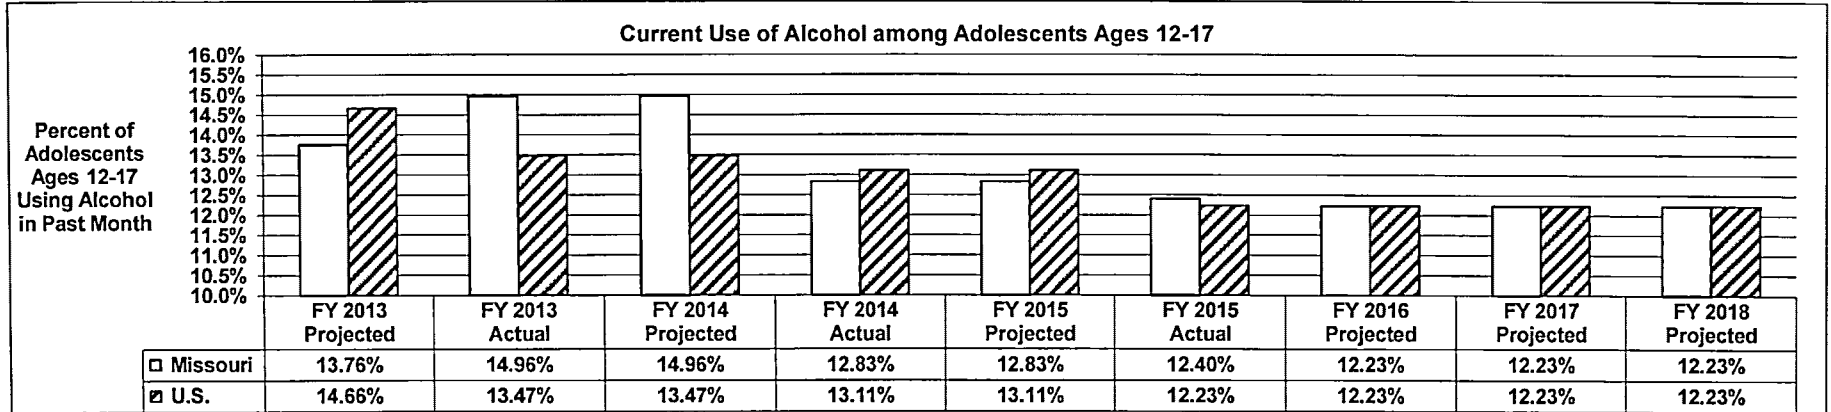 Current Use of Alcohol among Adolescents Ages 12-17
Percent of
Adolescents
Ages 12-17
Using Alcohol
in Past Month
16.0%
15.5%
15.0%
14.5%
14.0%
13.5%
13.0%
12.5%
12.0%
11.5%
11.0%
10.5%
10.0%
FY 2013 Projected FY 2013 Actual FY 2014 Projected FY 2014 Actual FY 2015 Projected FY 2015 Actual FY 2016 Projected FY 2017 Projected FY 2018 Projected
Missouri 13.76% 14.96% 14.96% 12.83% 12.83% 12.40% 12.23% 12.23% 12.23%
U.S. 14.66% 13.47% 13.47% 13.11% 13.11% 12.23% 12.23% 12.23% 12.23%